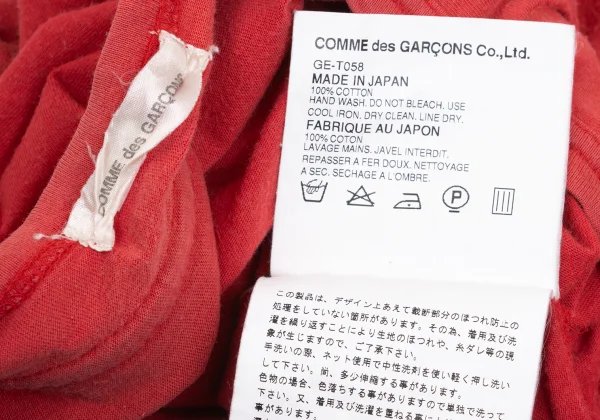 COMME des GARÇONS
COMME des GARÇONS Co.,Ltd.
GE-T058
MADE IN JAPAN
100% COTTON
HAND WASH. DO NOT BLEACH. USE
COOL IRON. DRY CLEAN. LINE DRY.
FABRIQUE AU JAPON
100% COTON
LAVAGE MAINS. JAVEL INTERDIT.
REPASSER A FER DOUX. NETTOYAGE
A SEC. SECHAGE A L'OMBRE.
P
この製品は、デザイン上あえて裁断部分のほつれ防止の
処理をしていない箇所があります。その為、着用及び洗
濯を繰り返すことにより生地のほつれや、糸ダレ等の現
象が生じますので、ご了承下さい。
手洗いの際、ネット使用で中性洗剤を使い軽く押し洗い
して下さい。尚、多少伸縮する事があります。
色物の場合、色落ちする事がありますので単独で洗って
下さい。又、着用及び洗濯を重ねる事に
事があります。